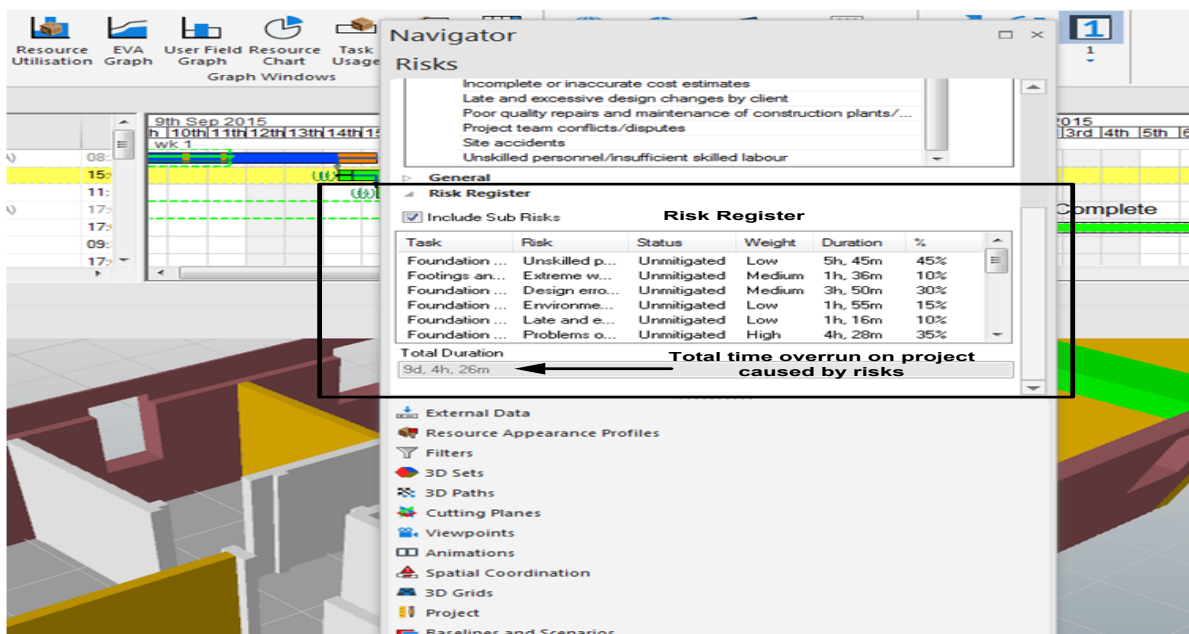 Resource Utilisation
EVA Graph
User Field Graph
Resource Chart
Task Usage
Graph Windows
1
1
Navigator
Risks
Incomplete or inaccurate cost estimates
Late and excessive design changes by client
Poor quality repairs and maintenance of construction plants/...
Project team conflicts/disputes
Site accidents
Unskilled personnel/insufficient skilled labour
General
Risk Register
Include Sub Risks
Risk Register
Task Risk Status Weight Duration %
Foundation ... Unskilled p... Unmitigated Low 5h, 45m 45%
Footings an... Extreme w... Unmitigated Medium 1h, 36m 10%
Foundation ... Design erro... Unmitigated Medium 3h, 50m 30%
Foundation ... Environme... Unmitigated Low 1h, 55m 15%
Foundation ... Late and e... Unmitigated Low 1h, 16m 10%
Foundation ... Problems o... Unmitigated High 4h, 28m 35%
Total Duration
9d, 4h, 26m
Total time overrun on project
caused by risks
External Data
Resource Appearance Profiles
Filters
3D Sets
3D Paths
Cutting Planes
Viewpoints
Animations
Spatial Coordination
3D Grids
Project
Baselines and Scenarios
9th Sep 2015
10th 11th 12th 13th 14th
wk 1
08:
15:
11:
17:
17:
09:
17:
2015
3rd 4th 5th
Complete